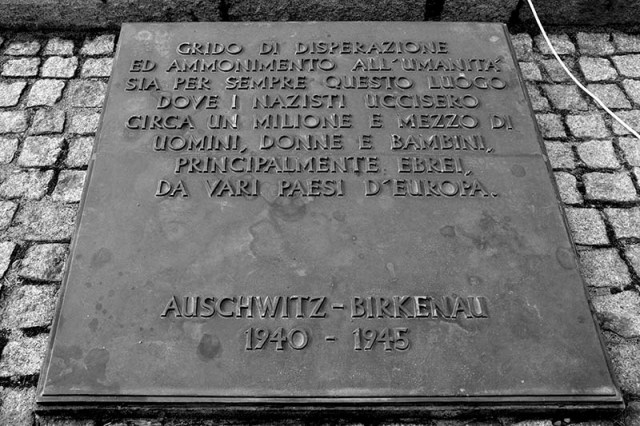 GRIDO DI DISPERAZIONE
ED AMMONIMENTO ALL'UMANITÀ
SIA PER SEMPRE QUESTO LUOGO
DOVE I NAZISTI UCCISERO
CIRCA UN MILIONE E MEZZO DI
UOMINI, DONNE E BAMBINI,
PRINCIPALMENTE EBREI,
DA VARI PAESI D'EUROPA.
AUSCHWITZ - BIRKENAU
1940 - 1945